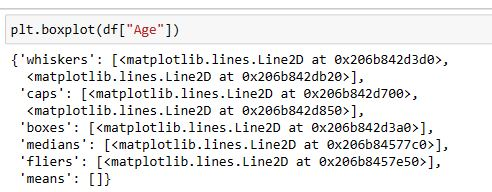 plt.boxplot(df["Age"])
{'whiskers': [<matplotlib.lines.Line2D at 0x206b842d3d0>,
  <matplotlib.lines.Line2D at 0x206b842db20>],
 'caps': [<matplotlib.lines.Line2D at 0x206b842d700>,
  <matplotlib.lines.Line2D at 0x206b842d850>],
 'boxes': [<matplotlib.lines.Line2D at 0x206b842d3a0>],
 'medians': [<matplotlib.lines.Line2D at 0x206b84577c0>],
 'fliers': [<matplotlib.lines.Line2D at 0x206b8457e50>],
 'means': []}